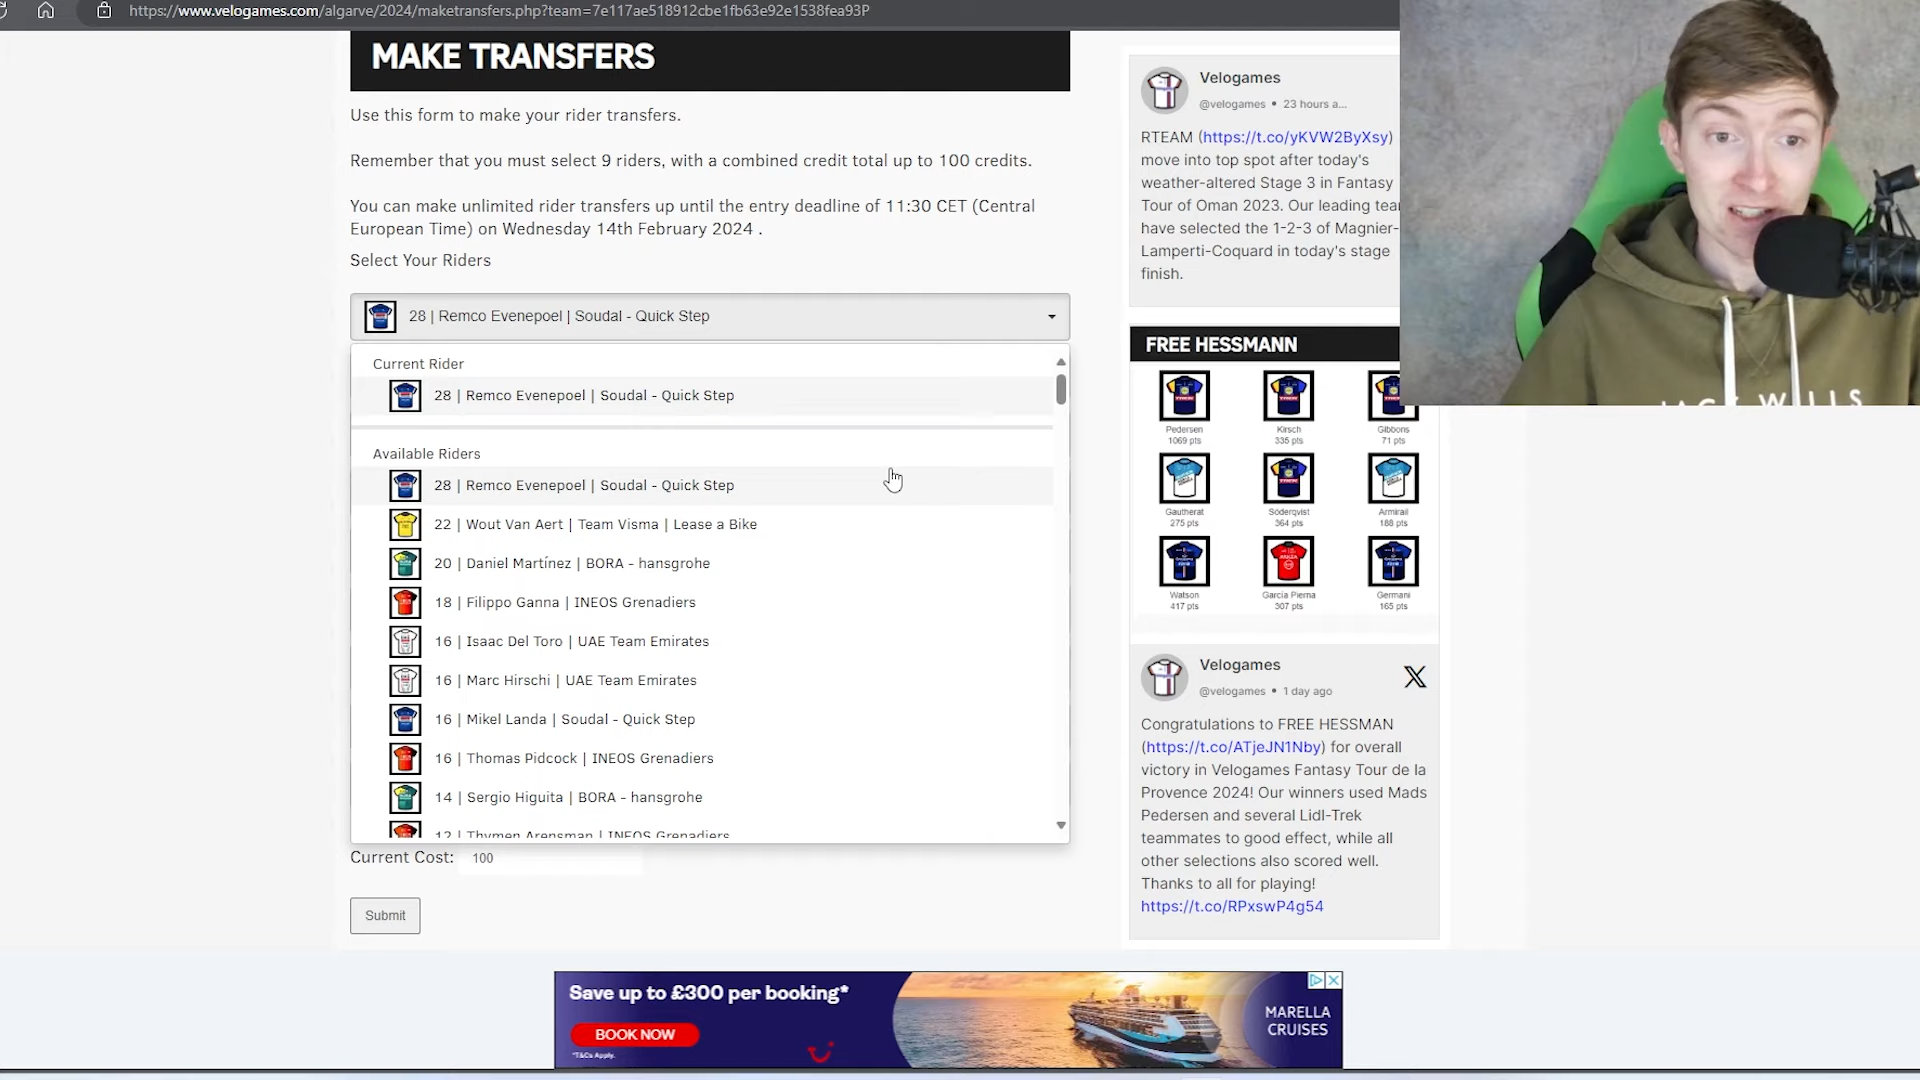 https://www.velogames.com/algarve/2024/maketransfers.php?team=7e117ae518912cbe1fb63e92e1538fea93P
MAKE TRANSFERS
Use this form to make your rider transfers.
Remember that you must select 9 riders, with a combined credit total up to 100 credits.
You can make unlimited rider transfers up until the entry deadline of 11:30 CET (Central
European Time) on Wednesday 14th February 2024 .
Select Your Riders
28 | Remco Evenepoel | Soudal - Quick Step
Current Rider
28 | Remco Evenepoel | Soudal - Quick Step
Available Riders
28 | Remco Evenepoel | Soudal - Quick Step
22 | Wout Van Aert | Team Visma | Lease a Bike
20 | Daniel Martínez | BORA - hansgrohe
18 | Filippo Ganna | INEOS Grenadiers
16 | Isaac Del Toro | UAE Team Emirates
16 | Marc Hirschi | UAE Team Emirates
16 | Mikel Landa | Soudal - Quick Step
16 | Thomas Pidcock | INEOS Grenadiers
14 | Sergio Higuita | BORA - hansgrohe
12 | Thymen Arensman | INEOS Grenadiers
Current Cost: 100
Submit
Velogames
@velogames • 23 hours a...
RTEAM (https://t.co/yKVW2ByXsy)
move into top spot after today's
weather-altered Stage 3 in Fantasy
Tour of Oman 2023. Our leading tea
have selected the 1-2-3 of Magnier-
Lamperti-Coquard in today's stage
finish.
FREE HESSMANN
Pedersen Kirsch Gibbons
1069 pts 335 pts 71 pts
Gautherat Söderqvist Armirail
275 pts 364 pts 188 pts
Watson García Pierna Germani
417 pts 307 pts 165 pts
Velogames
@velogames • 1 day ago
Congratulations to FREE HESSMAN
(https://t.co/ATjeJN1Nby) for overall
victory in Velogames Fantasy Tour de la
Provence 2024! Our winners used Mads
Pedersen and several Lidl-Trek
teammates to good effect, while all
other selections also scored well.
Thanks to all for playing!
https://t.co/RPxswP4g54
JACK WILLS
Save up to £300 per booking*
BOOK NOW
*T&Cs Apply.
MARELLA
CRUISES